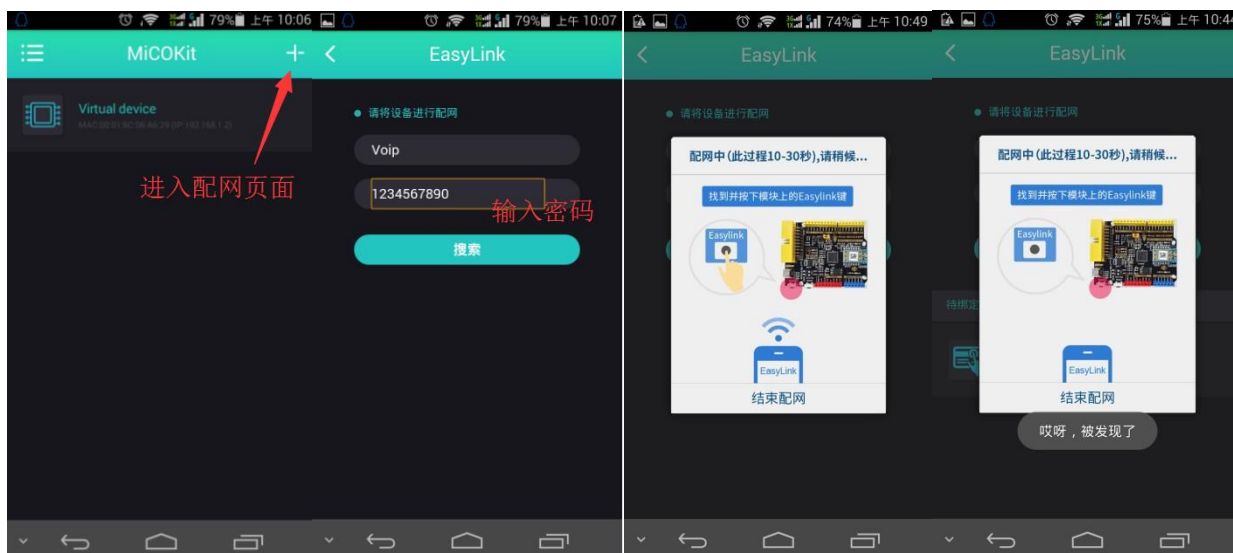 79% 上午 10:06
MiCOKit
Virtual device
进入配网页面
79% 上午 10:07
EasyLink
请将设备进行配网
Voip
1234567890
输入密码
搜索
74% 上午 10:49
EasyLink
请将设备进行配网
配网中(此过程10-30秒),请稍候...
找到并按下模块上的Easylink键
Easylink
EasyLink
结束配网
75% 上午 10:44
EasyLink
请将设备进行配网
配网中(此过程10-30秒),请稍候...
找到并按下模块上的Easylink键
Easylink
待绑定
EasyLink
结束配网
哎呀，被发现了